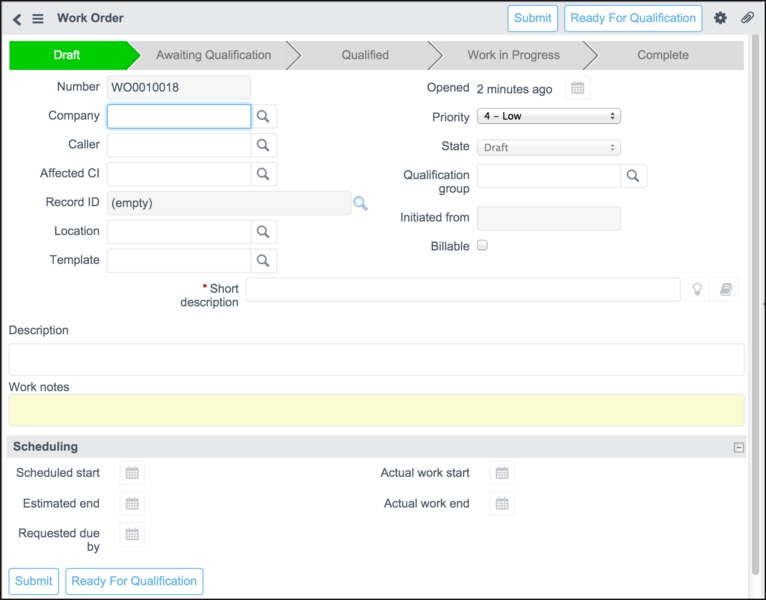 Work Order
Submit
Ready For Qualification
Draft
Awaiting Qualification
Qualified
Work in Progress
Complete
Number WO0010018
Opened 2 minutes ago
Company
Priority 4 - Low
Caller
State Draft
Affected CI
Qualification
group
Record ID (empty)
Initiated from
Location
Billable
Template
* Short
description
Description
Work notes
Scheduling
Scheduled start
Actual work start
Estimated end
Actual work end
Requested due
by
Submit
Ready For Qualification